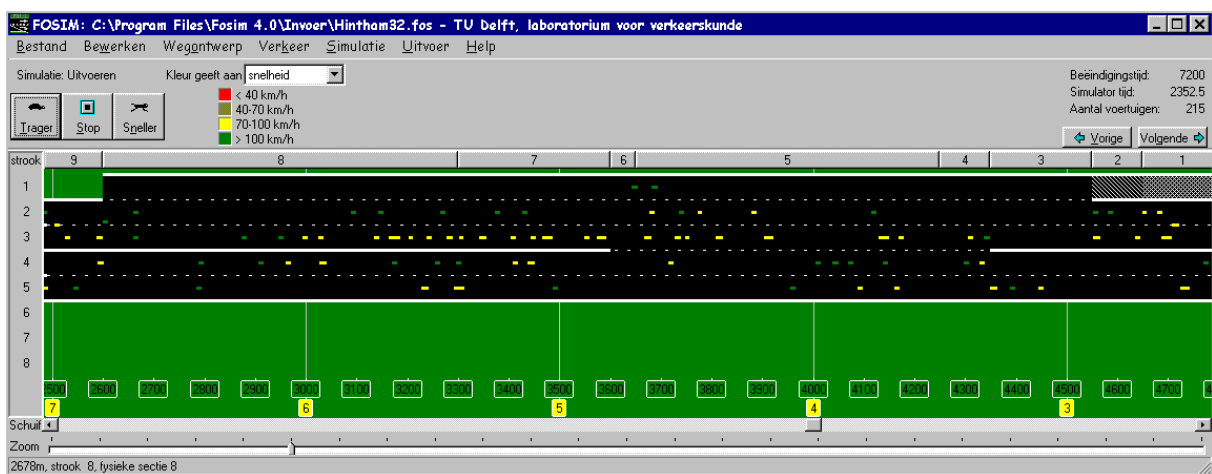 FOSIM: C:\Program Files\Fosim 4.0\Invoer\Hintham32.fos - TU Delft, laboratorium voor verkeerskunde
Bestand Bewerken Wegontwerp Verkeer Simulatie Uitvoer Help
Simulatie: Uitvoeren Kleur geeft aan snelheid Beëindigingstijd: 7200
< 40 km/h Simulator tijd: 2352.5
40-70 km/h Aantal voertuigen: 215
Trager Stop Sneller 70-100 km/h
> 100 km/h Vorige Volgende
strook 9 8 7 6 5 4 3 2 1
1
2
3
4
5
6
7
8
2500 2600 2700 2800 2900 3000 3100 3200 3300 3400 3500 3600 3700 3800 3900 4000 4100 4200 4300 4400 4500 4600 4700
7 6 5 4 3
Schuif
Zoom
2678m, strook 8, fysieke sectie 8